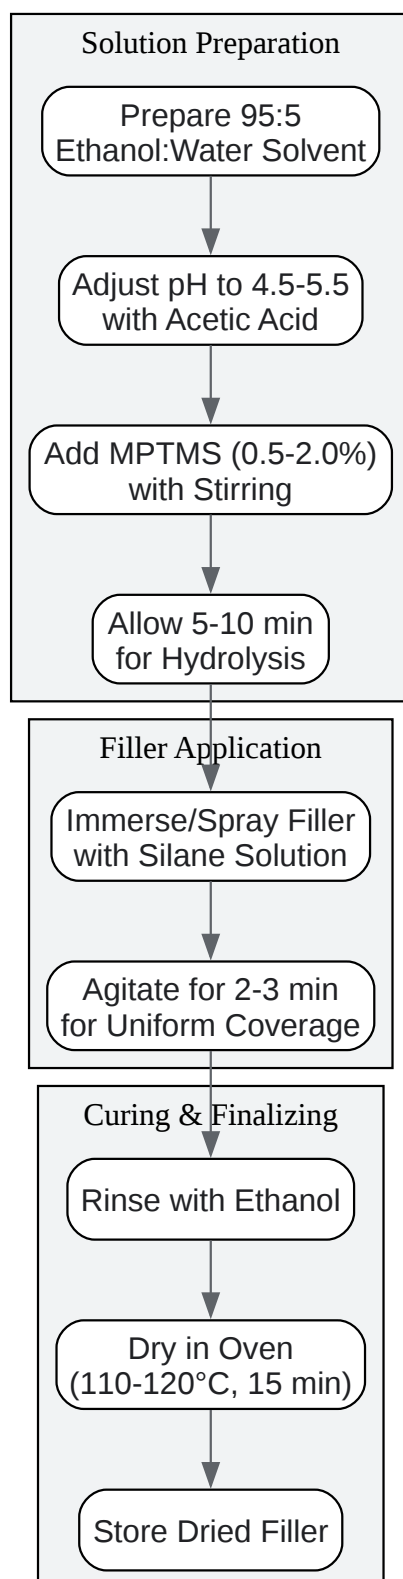 Solution Preparation
Prepare 95:5
Ethanol:Water Solvent
Adjust pH to 4.5-5.5
with Acetic Acid
Add MPTMS (0.5-2.0%)
with Stirring
Allow 5-10 min
for Hydrolysis
Filler Application
Immerse/Spray Filler
with Silane Solution
Agitate for 2-3 min
for Uniform Coverage
Curing & Finalizing
Rinse with Ethanol
Dry in Oven
(110-120°C, 15 min)
Store Dried Filler